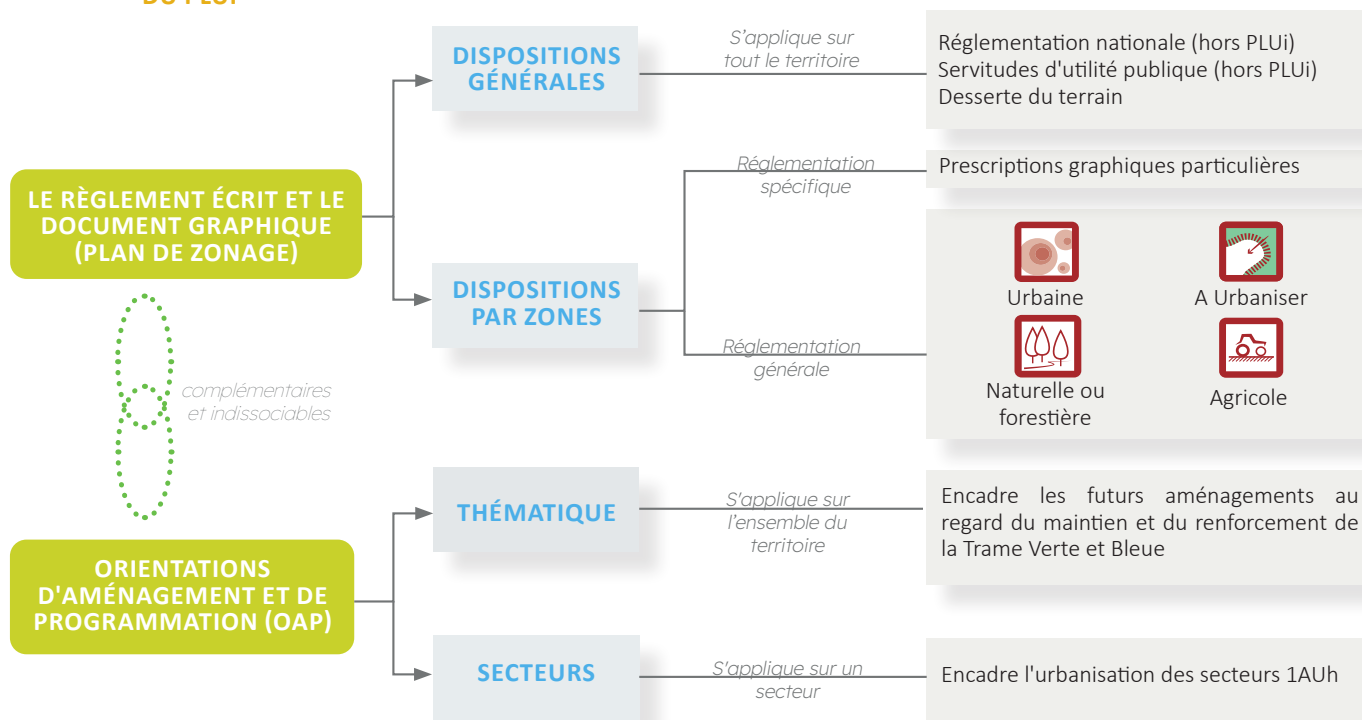 DU PLUi
LE RÈGLEMENT ÉCRIT ET LE
DOCUMENT GRAPHIQUE
(PLAN DE ZONAGE)
DISPOSITIONS
GÉNÉRALES
S'applique sur
tout le territoire
Réglementation nationale (hors PLUi)
Servitudes d'utilité publique (hors PLUi)
Desserte du terrain
DISPOSITIONS
PAR ZONES
Réglementation
spécifique
Prescriptions graphiques particulières
Réglementation
générale
Urbaine
A Urbaniser
Naturelle ou
forestière
Agricole
complémentaires
et indissociables
ORIENTATIONS
D'AMÉNAGEMENT ET DE
PROGRAMMATION (OAP)
THÉMATIQUE
S'applique sur
l'ensemble du
territoire
Encadre les futurs aménagements au
regard du maintien et du renforcement de
la Trame Verte et Bleue
SECTEURS
S'applique sur un
secteur
Encadre l'urbanisation des secteurs 1AUh